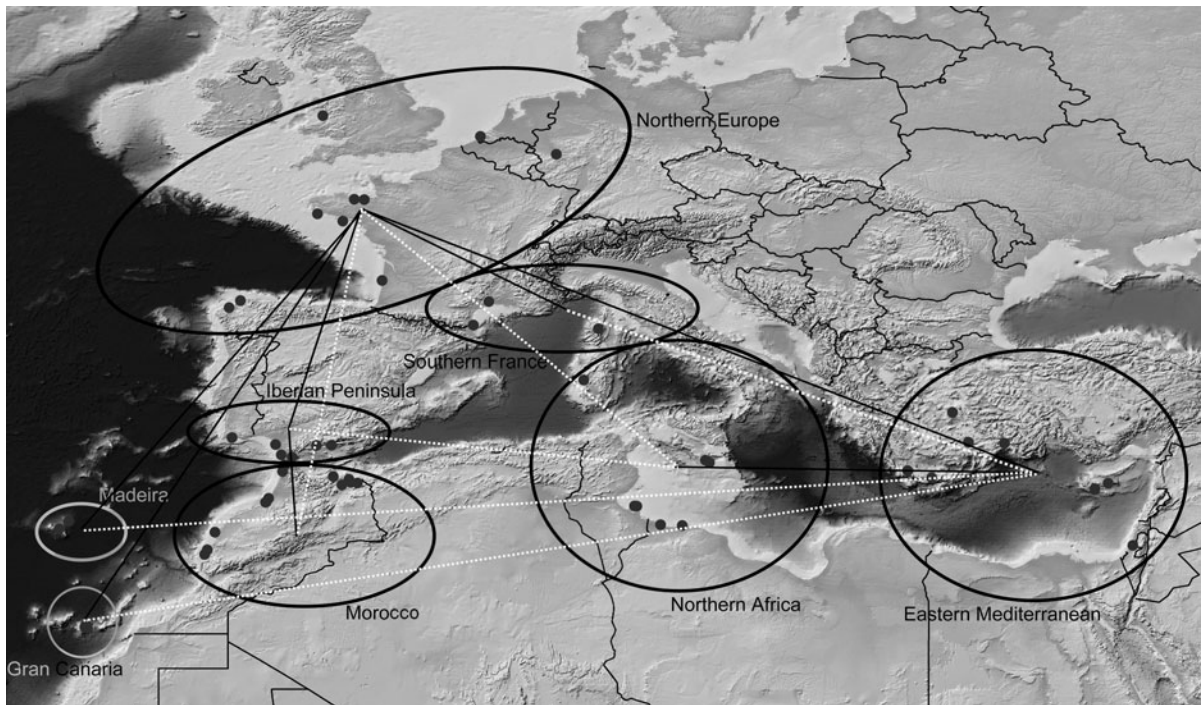 Northern Europe
Southern France
Iberian Peninsula
Madeira
Morocco
Northern Africa
Eastern Mediterranean
Gran Canaria